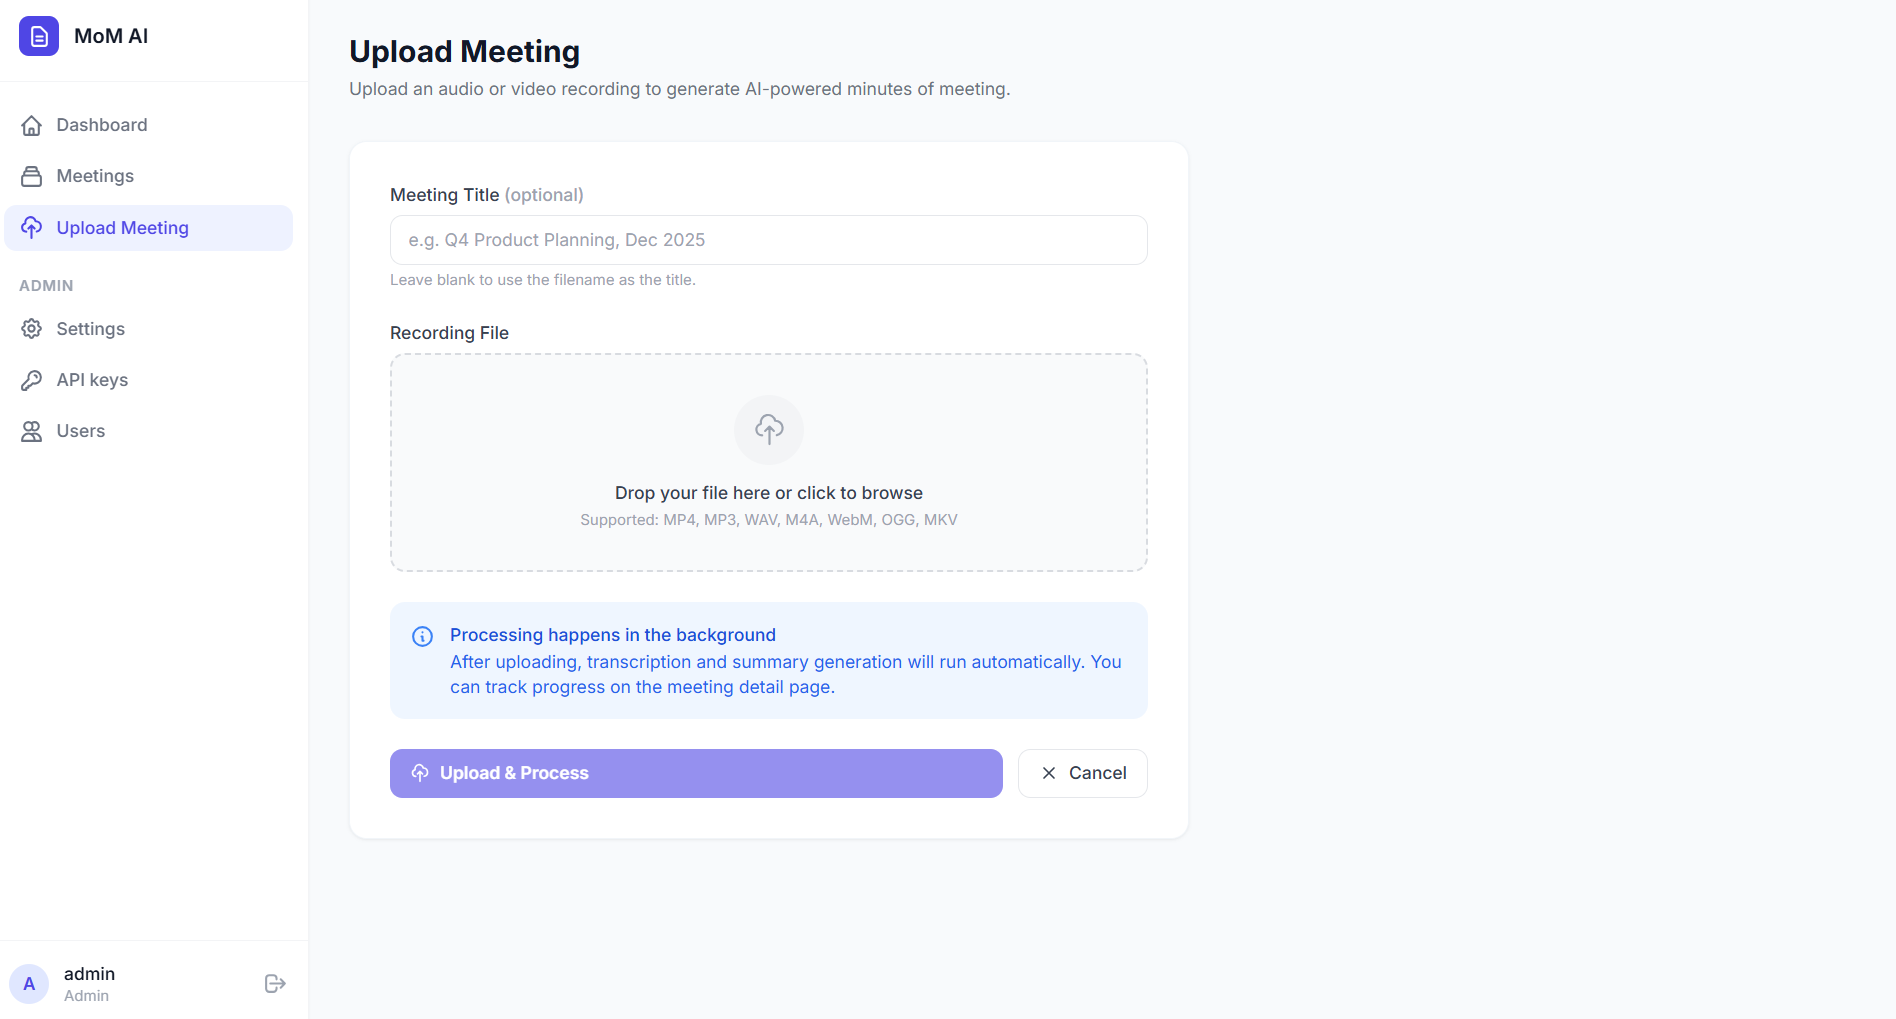 MoM AI
Dashboard
Meetings
Upload Meeting
ADMIN
Settings
API keys
Users
A
admin
Admin
Upload Meeting
Upload an audio or video recording to generate AI-powered minutes of meeting.
Meeting Title (optional)
e.g. Q4 Product Planning, Dec 2025
Leave blank to use the filename as the title.
Recording File
Drop your file here or click to browse
Supported: MP4, MP3, WAV, M4A, WebM, OGG, MKV
Processing happens in the background
After uploading, transcription and summary generation will run automatically. You
can track progress on the meeting detail page.
Upload & Process
Cancel